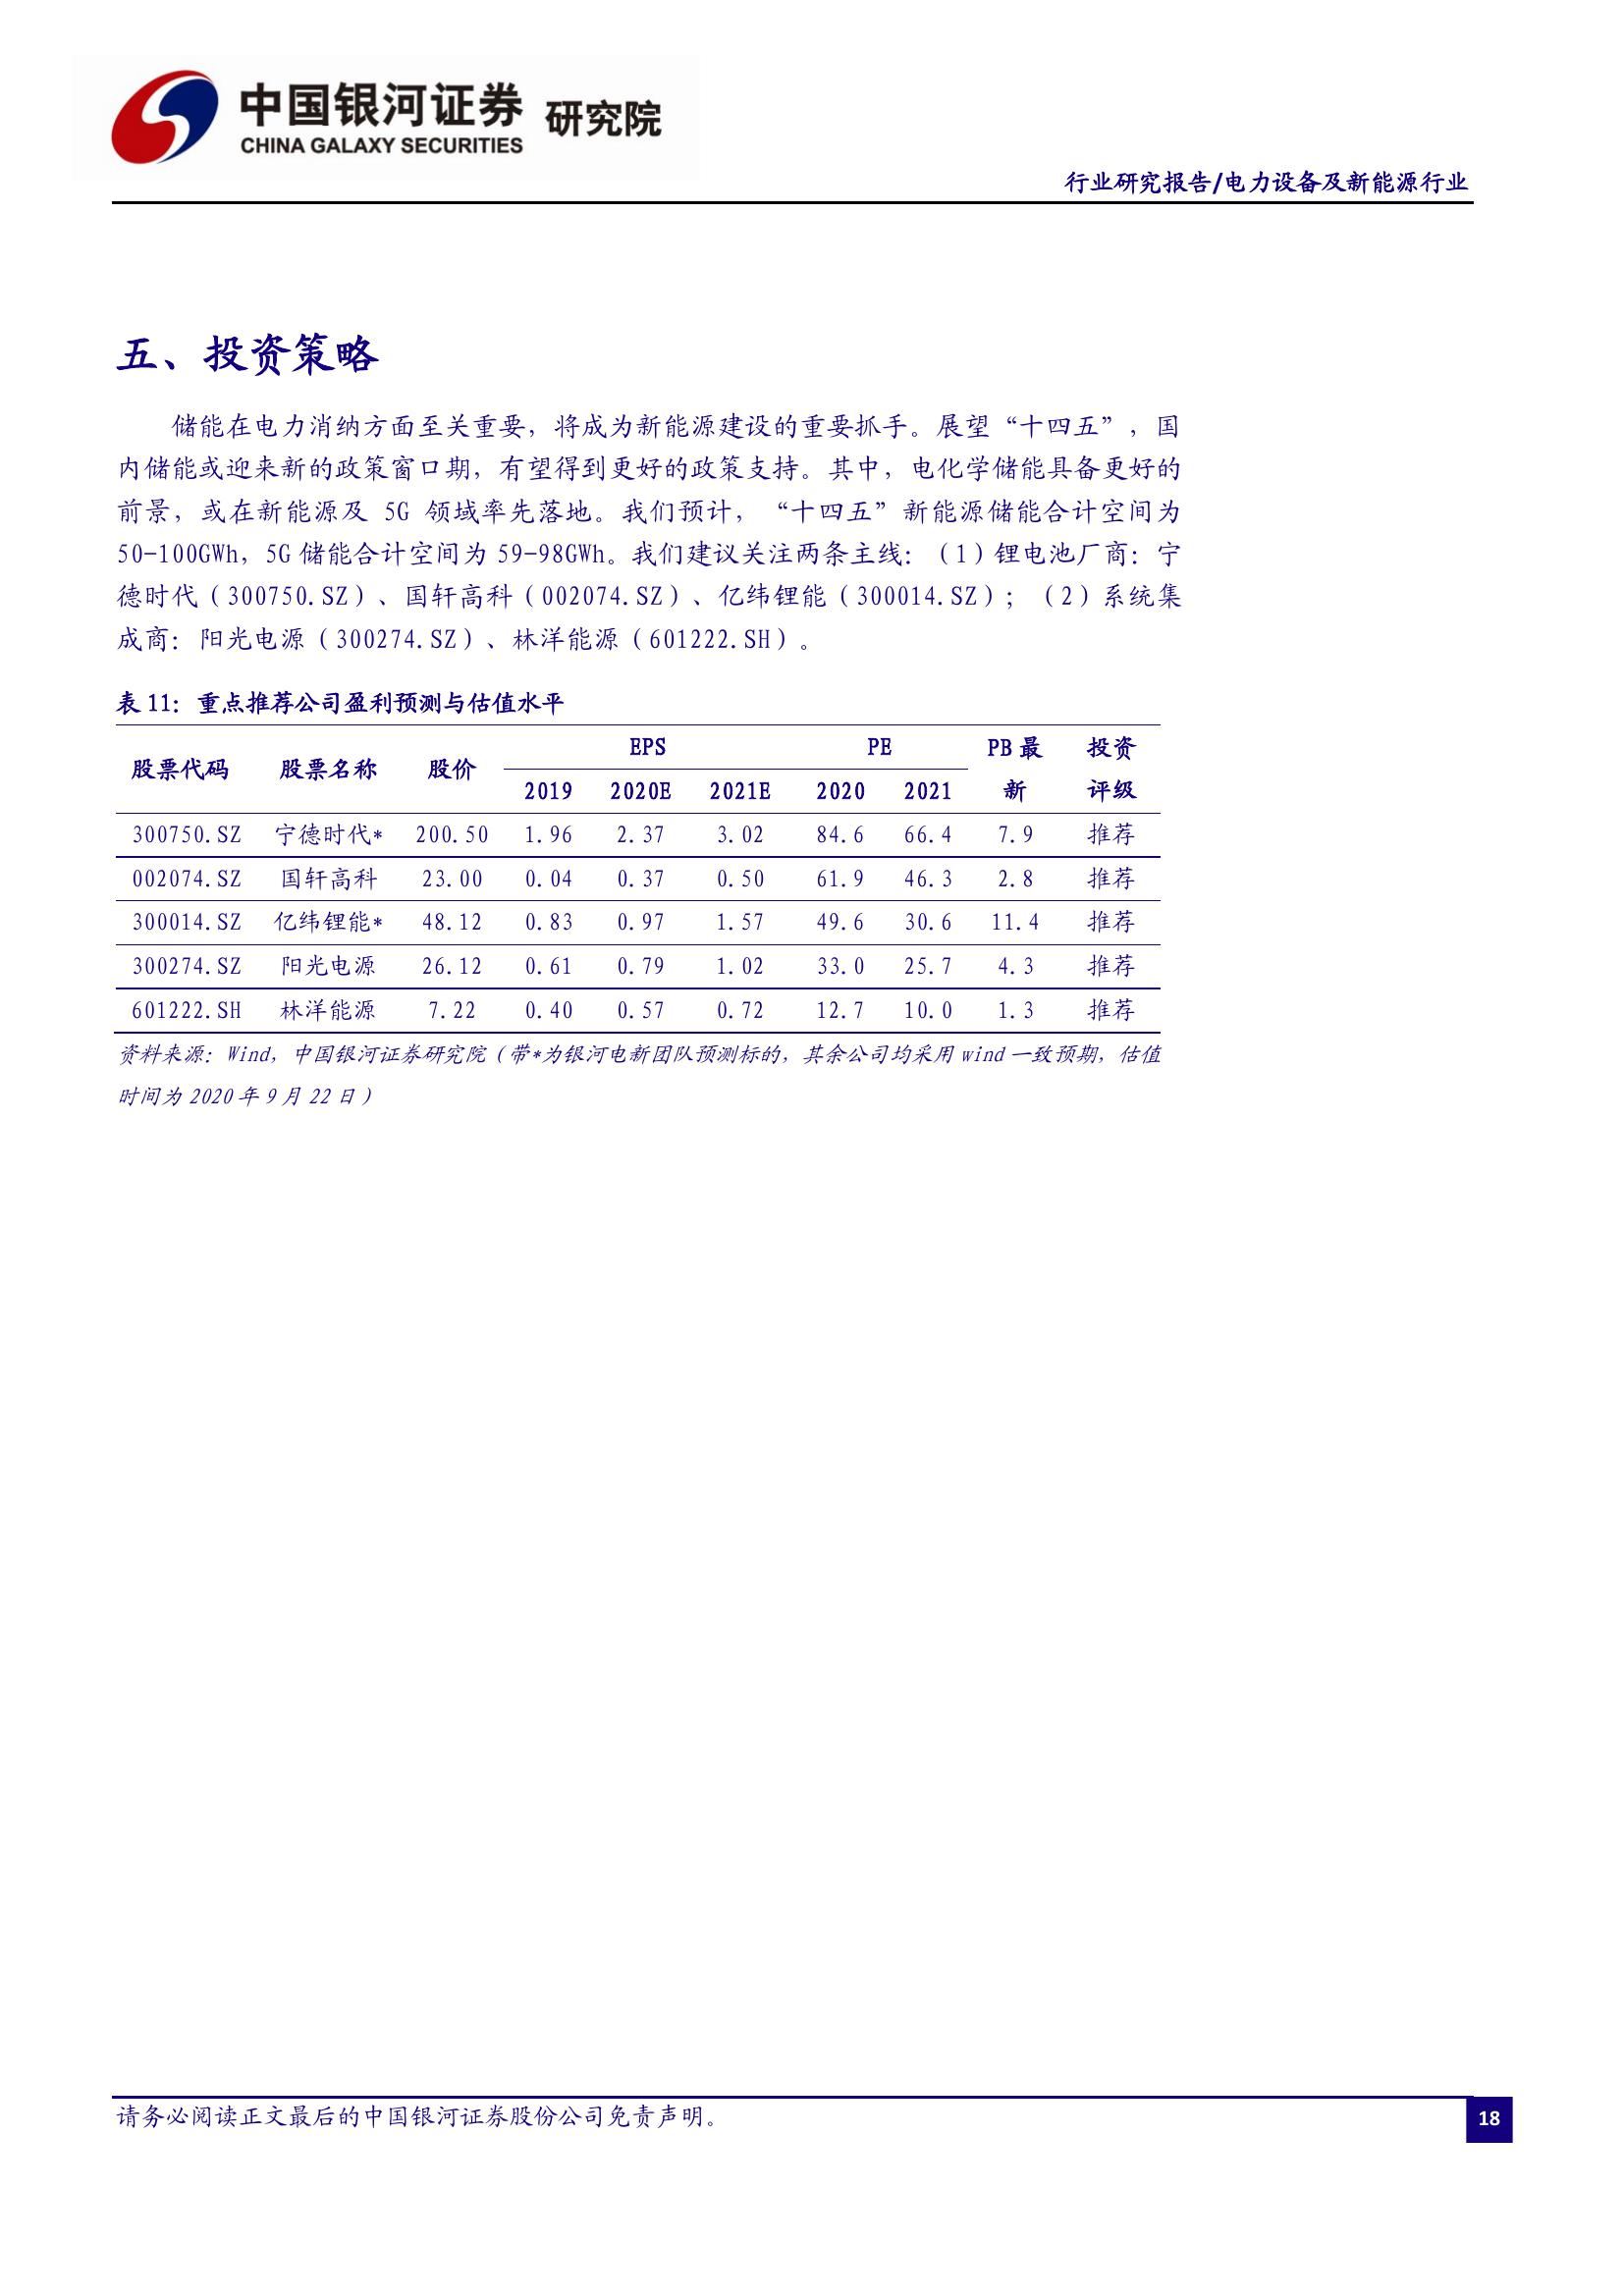 中国银河证券 研究院
CHINA GALAXY SECURITIES
行业研究报告/电力设备及新能源行业
五、投资策略
储能在电力消纳方面至关重要，将成为新能源建设的重要抓手。展望“十四五”，国
内储能或迎来新的政策窗口期，有望得到更好的政策支持。其中，电化学储能具备更好的
前景，或在新能源及 5G 领域率先落地。我们预计，“十四五”新能源储能合计空间为
50-100GWh，5G 储能合计空间为 59-98GWh。我们建议关注两条主线：（1）锂电池厂商：宁
德时代（300750.SZ）、国轩高科（002074.SZ）、亿纬锂能（300014.SZ）；（2）系统集
成商：阳光电源（300274.SZ）、林洋能源（601222.SH）。
表 11：重点推荐公司盈利预测与估值水平
股票代码 股票名称 股价 EPS PE PB 最新 投资评级
2019 2020E 2021E 2020 2021
300750.SZ 宁德时代* 200.50 1.96 2.37 3.02 84.6 66.4 7.9 推荐
002074.SZ 国轩高科 23.00 0.04 0.37 0.50 61.9 46.3 2.8 推荐
300014.SZ 亿纬锂能* 48.12 0.83 0.97 1.57 49.6 30.6 11.4 推荐
300274.SZ 阳光电源 26.12 0.61 0.79 1.02 33.0 25.7 4.3 推荐
601222.SH 林洋能源 7.22 0.40 0.57 0.72 12.7 10.0 1.3 推荐
资料来源：Wind，中国银河证券研究院（带*为银河电新团队预测标的，其余公司均采用 wind 一致预期，估值
时间为 2020 年 9 月 22 日）
请务必阅读正文最后的中国银河证券股份公司免责声明。
18